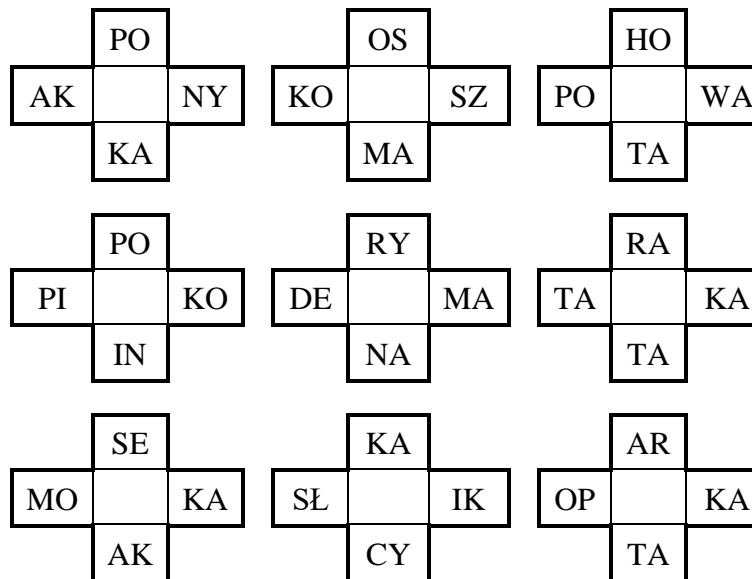 PO OS HO
AK NY KO SZ PO WA
KA MA TA
PO RY RA
PI KO DE MA TA KA
IN NA TA
SE KA AR
MO KA SŁ IK OP KA
AK CY TA